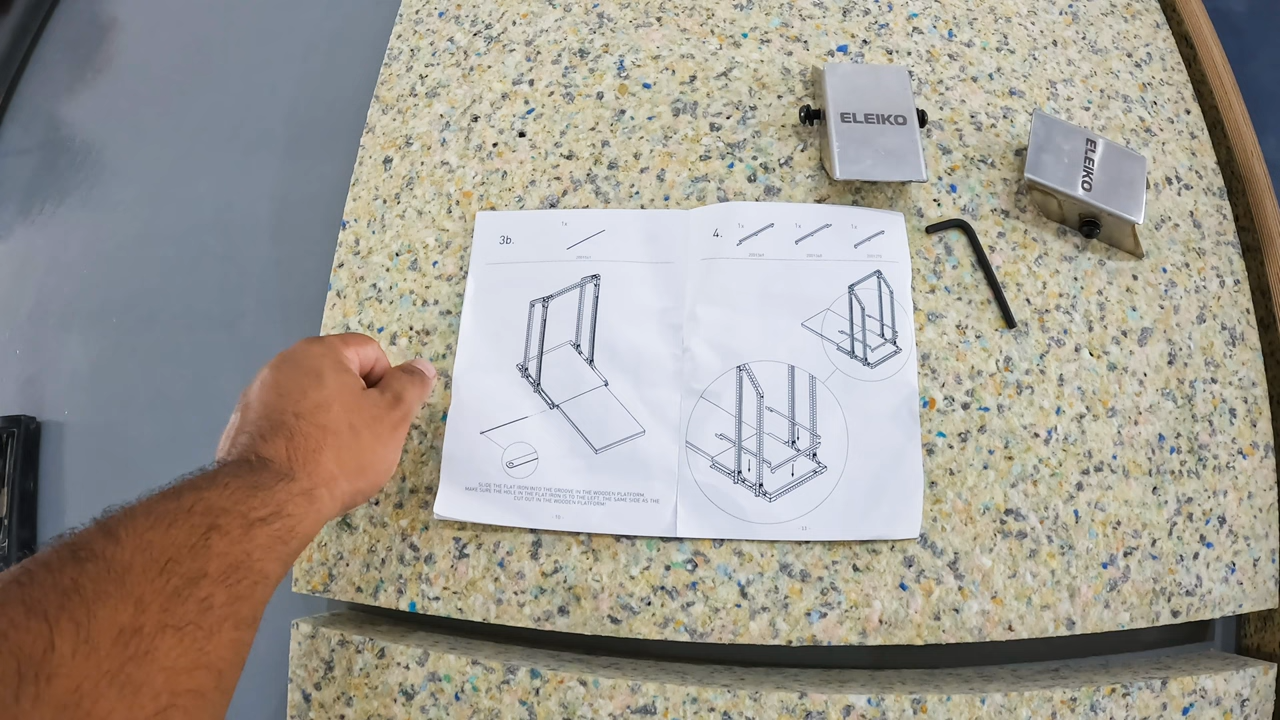 ELEIKO
ELEIKO
3b.
1x
SLIDE THE FLAT IRON INTO THE GROOVE IN THE WOODEN PLATFORM.
MAKE SURE THE HOLE IN THE FLAT IRON IS TO THE LEFT, THE SAME SIDE AS THE
CUT OUT IN THE WOODEN PLATFORM!
- 10 -
4.
1x
1x
1x
- 11 -